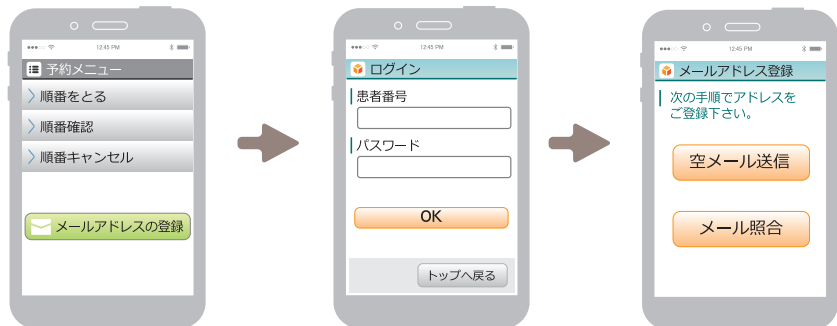 12:45 PM
予約メニュー
順番をとる
順番確認
順番キャンセル
メールアドレスの登録
12:45 PM
ログイン
患者番号
パスワード
OK
トップへ戻る
12:45 PM
メールアドレス登録
次の手順でアドレスを
ご登録下さい。
空メール送信
メール照合